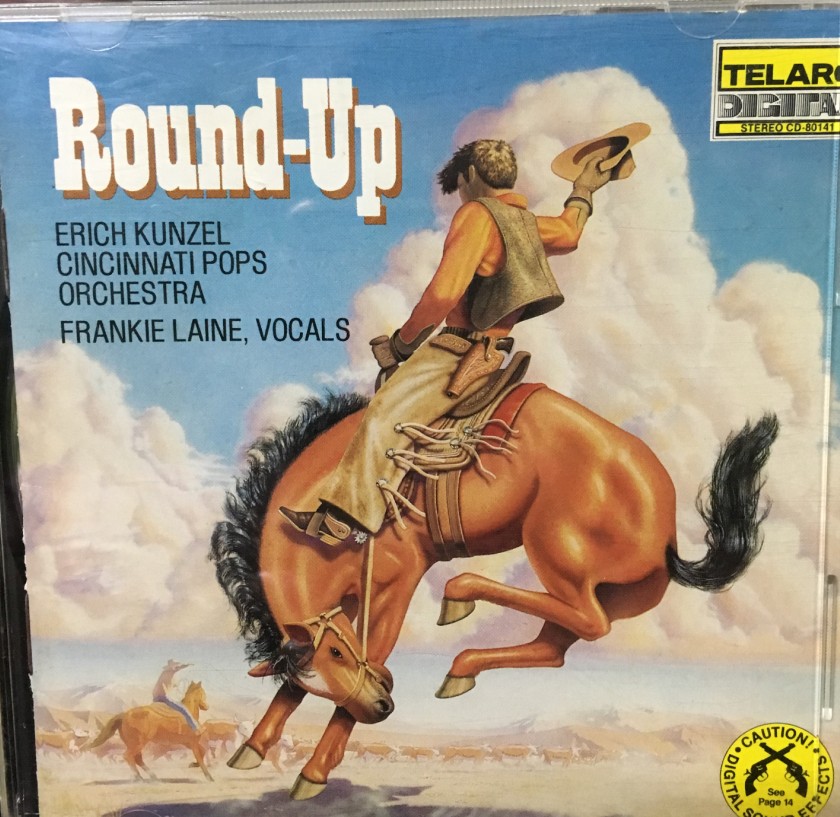 Round-Up
ERICH KUNZEL
CINCINNATI POPS
ORCHESTRA
FRANKIE LAINE, VOCALS
TELARC
DIGITAL
STEREO CD-80141
CAUTION!
DIGITAL SOUND EFFECTS
See
Page 14